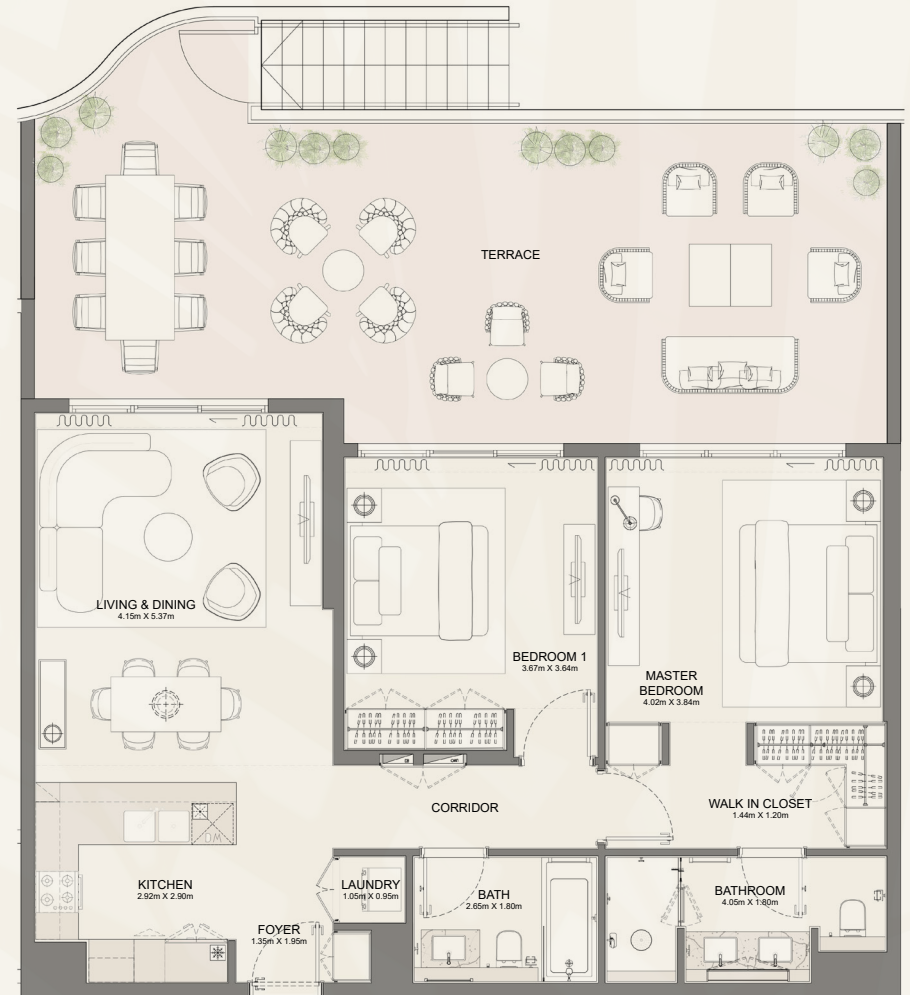 TERRACE
LIVING & DINING
4.15m X 5.37m
BEDROOM 1
3.67m X 3.64m
MASTER
BEDROOM
4.02m X 3.84m
CORRIDOR
WALK IN CLOSET
1.44m X 1.20m
KITCHEN
2.92m X 2.90m
LAUNDRY
1.05m X 0.95m
BATH
2.65m X 1.80m
BATHROOM
4.05m X 1.80m
FOYER
1.35m X 1.95m